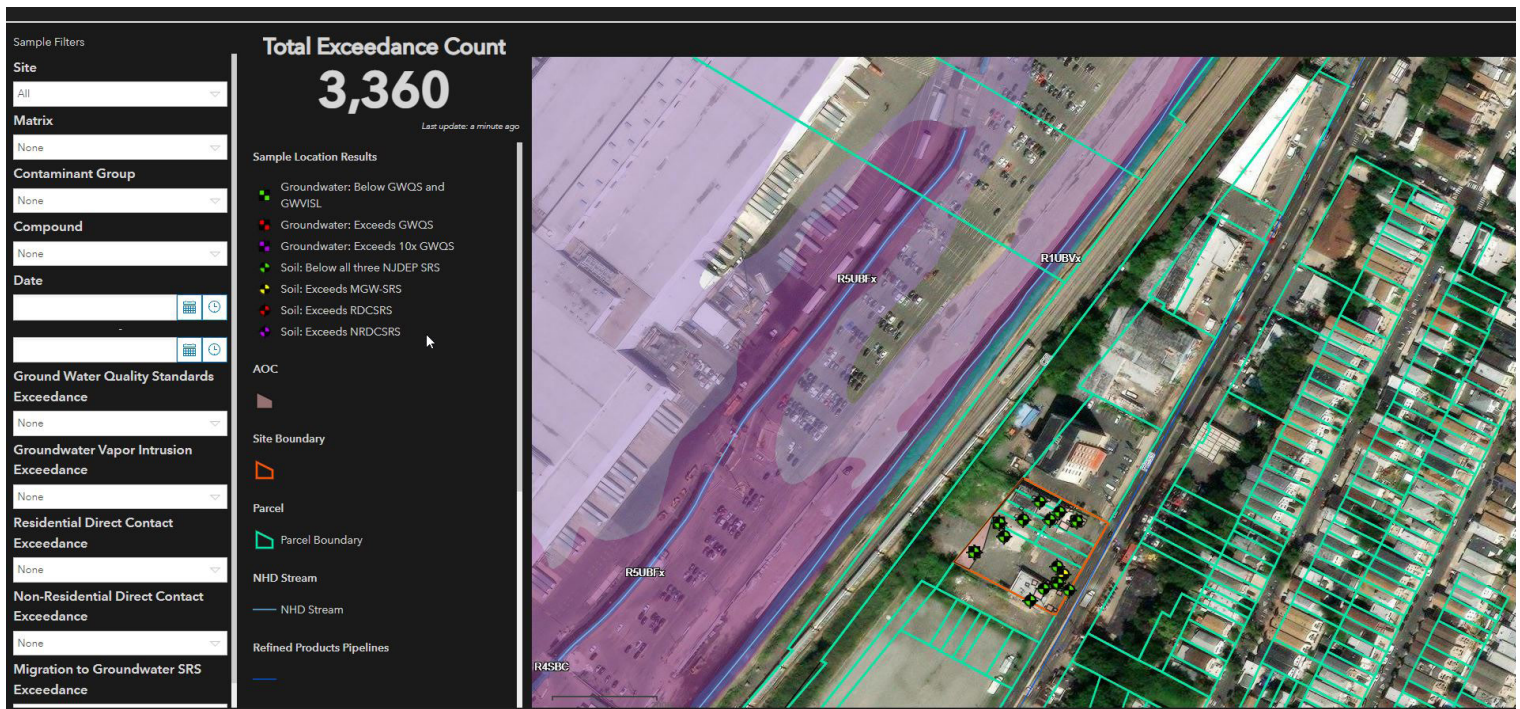 Sample Filters
Site
All
Matrix
None
Contaminant Group
None
Compound
None
Date
-
Ground Water Quality Standards
Exceedance
None
Groundwater Vapor Intrusion
Exceedance
None
Residential Direct Contact
Exceedance
None
Non-Residential Direct Contact
Exceedance
None
Migration to Groundwater SRS
Exceedance
Total Exceedance Count
3,360
Last update: a minute ago
Sample Location Results
Groundwater: Below GWQS and
GWVISL
Groundwater: Exceeds GWQS
Groundwater: Exceeds 10x GWQS
Soil: Below all three NJDEP SRS
Soil: Exceeds MGW-SRS
Soil: Exceeds RDCSRS
Soil: Exceeds NRDCSRS
AOC
Site Boundary
Parcel
Parcel Boundary
NHD Stream
NHD Stream
Refined Products Pipelines
R1UBVx
R5UBFx
R5UBFx
R4SBC